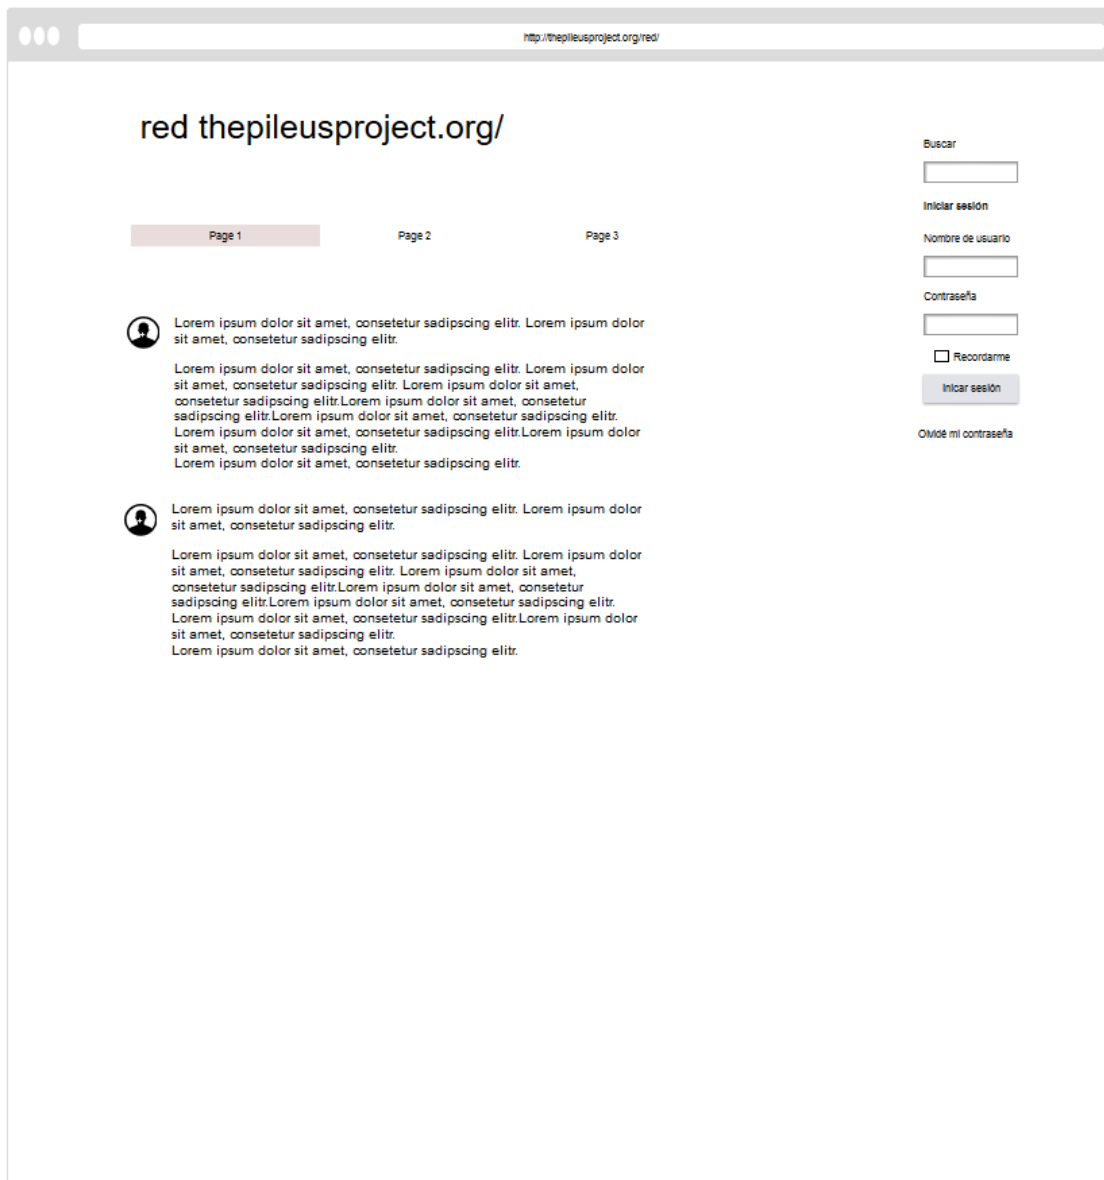 http://thepileusproject.org/red/
red thepileusproject.org/
Page 1 Page 2 Page 3
Lorem ipsum dolor sit amet, consetetur sadipscing elitr. Lorem ipsum dolor
sit amet, consetetur sadipscing elitr.
Lorem ipsum dolor sit amet, consetetur sadipscing elitr. Lorem ipsum dolor
sit amet, consetetur sadipscing elitr. Lorem ipsum dolor sit amet,
consetetur sadipscing elitr.Lorem ipsum dolor sit amet, consetetur
sadipscing elitr.Lorem ipsum dolor sit amet, consetetur sadipscing elitr.
Lorem ipsum dolor sit amet, consetetur sadipscing elitr.Lorem ipsum dolor
sit amet, consetetur sadipscing elitr.
Lorem ipsum dolor sit amet, consetetur sadipscing elitr.
Lorem ipsum dolor sit amet, consetetur sadipscing elitr. Lorem ipsum dolor
sit amet, consetetur sadipscing elitr.
Lorem ipsum dolor sit amet, consetetur sadipscing elitr. Lorem ipsum dolor
sit amet, consetetur sadipscing elitr. Lorem ipsum dolor sit amet,
consetetur sadipscing elitr.Lorem ipsum dolor sit amet, consetetur
sadipscing elitr.Lorem ipsum dolor sit amet, consetetur sadipscing elitr.
Lorem ipsum dolor sit amet, consetetur sadipscing elitr.Lorem ipsum dolor
sit amet, consetetur sadipscing elitr.
Lorem ipsum dolor sit amet, consetetur sadipscing elitr.
Buscar
Iniciar sesión
Nombre de usuario
Contraseña
Recordarme
Inicar sesión
Olvidé mi contraseña